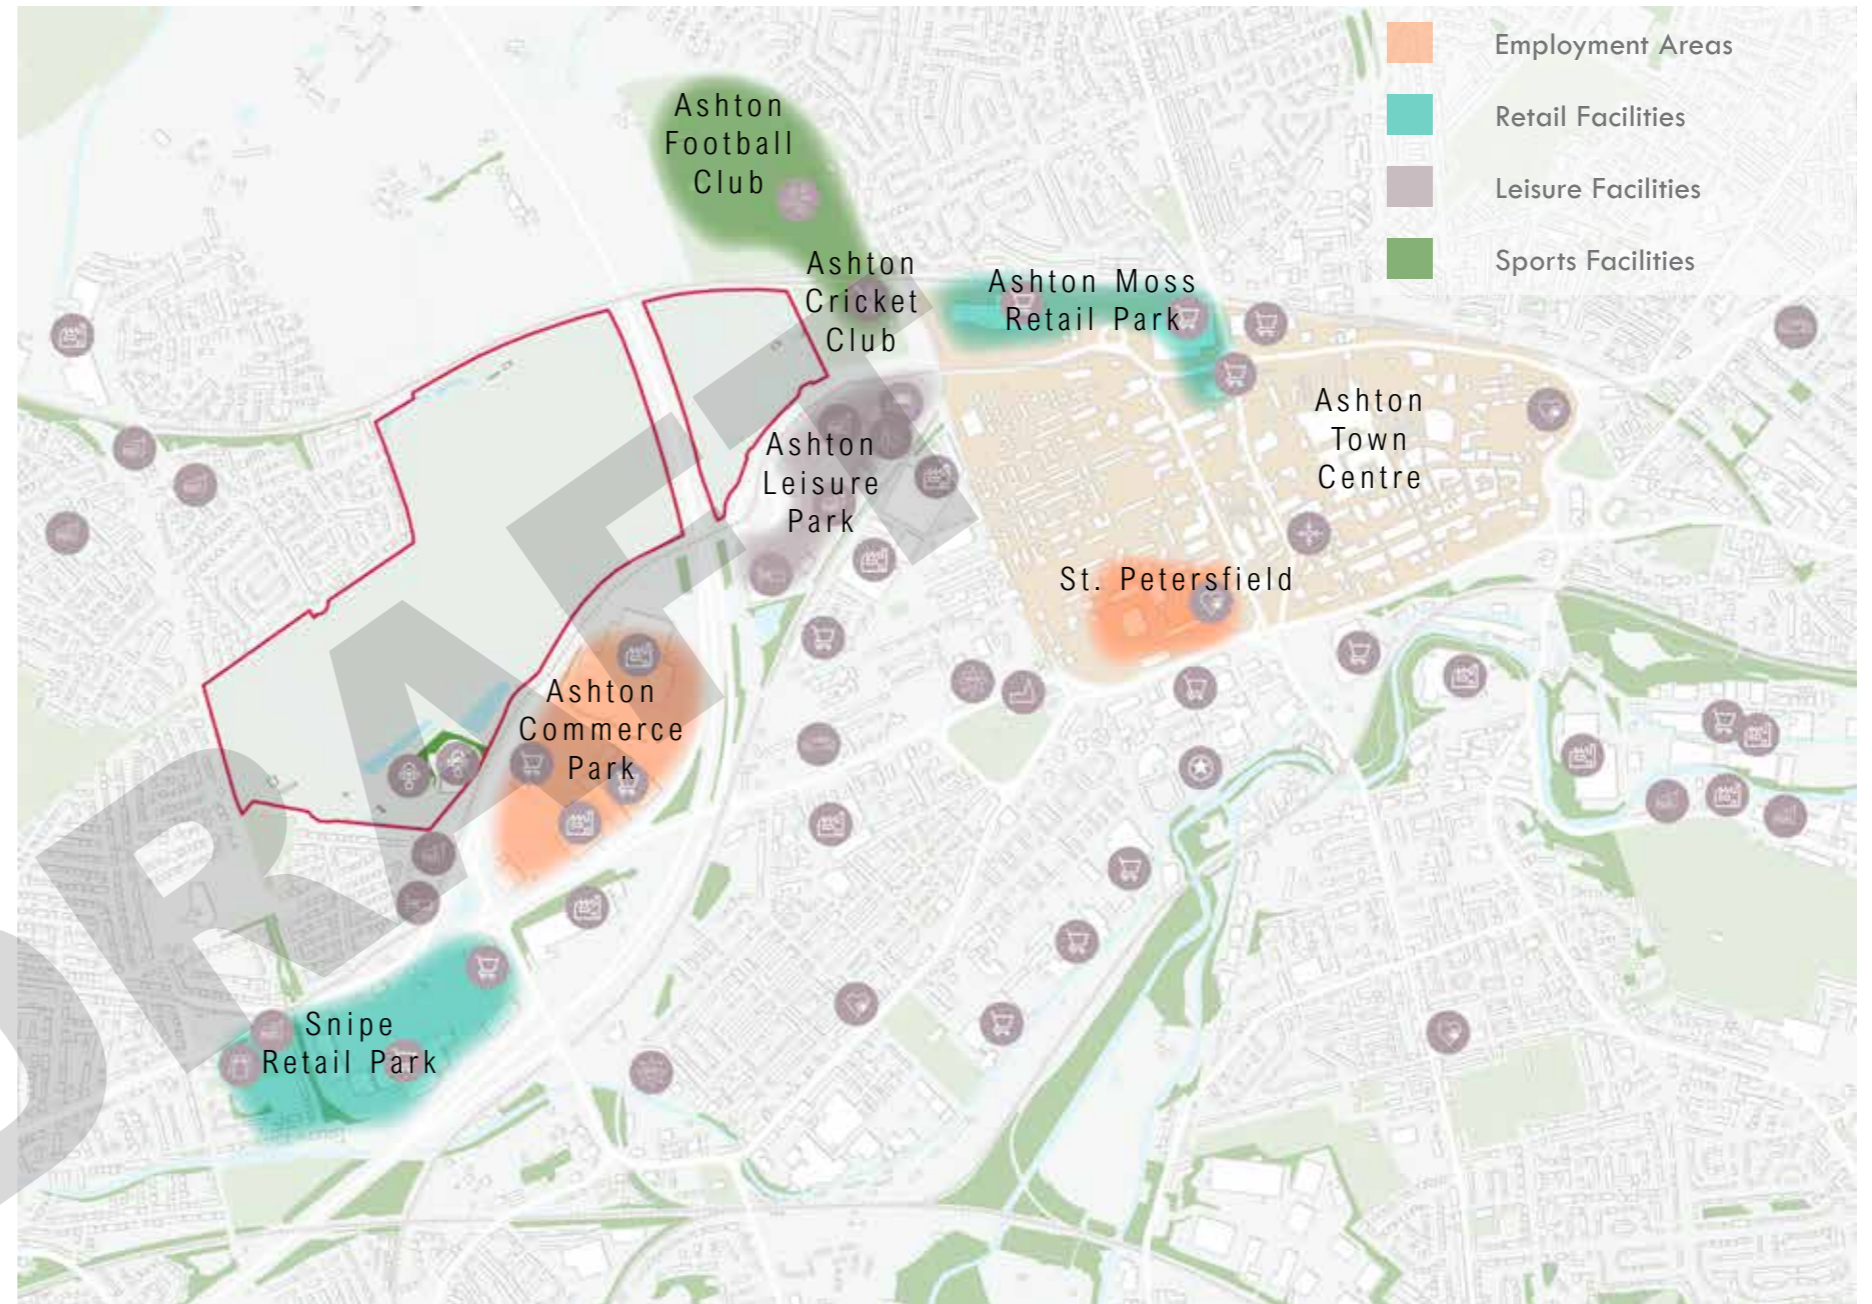 Employment Areas
Retail Facilities
Leisure Facilities
Sports Facilities
Ashton
Football
Club
Ashton
Cricket
Club
Ashton Moss
Retail Park
Ashton
Town
Centre
Ashton
Leisure
Park
St. Petersfield
Ashton
Commerce
Park
Snipe
Retail Park
DRAFT